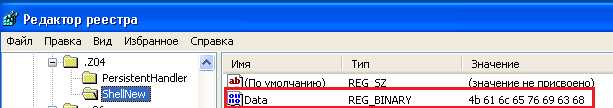 Редактор реестра
Файл Правка Вид Избранное Справка
.Z04
PersistentHandler
ShellNew
Имя Тип Значение
ab (По умолчанию) REG_SZ (значение не присвоено)
Data REG_BINARY 4b 61 6c 65 76 69 63 68